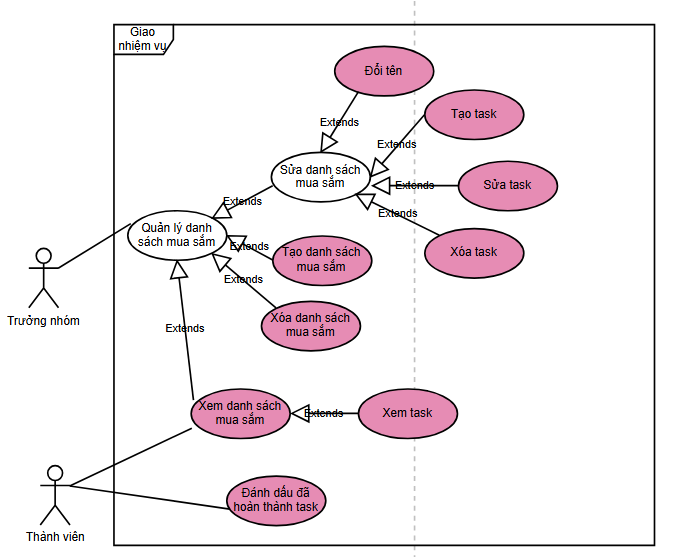 Giao
nhiệm vụ
Đổi tên
Extends
Tạo task
Extends
Sửa danh sách
mua sắm
Extends
Sửa task
Extends
Extends
Xóa task
Quản lý danh
sách mua sắm
Extends
Tạo danh sách
mua sắm
Extends
Xóa danh sách
mua sắm
Trưởng nhóm
Extends
Xem danh sách
mua sắm
Extends
Xem task
Đánh dấu đã
hoàn thành task
Thành viên